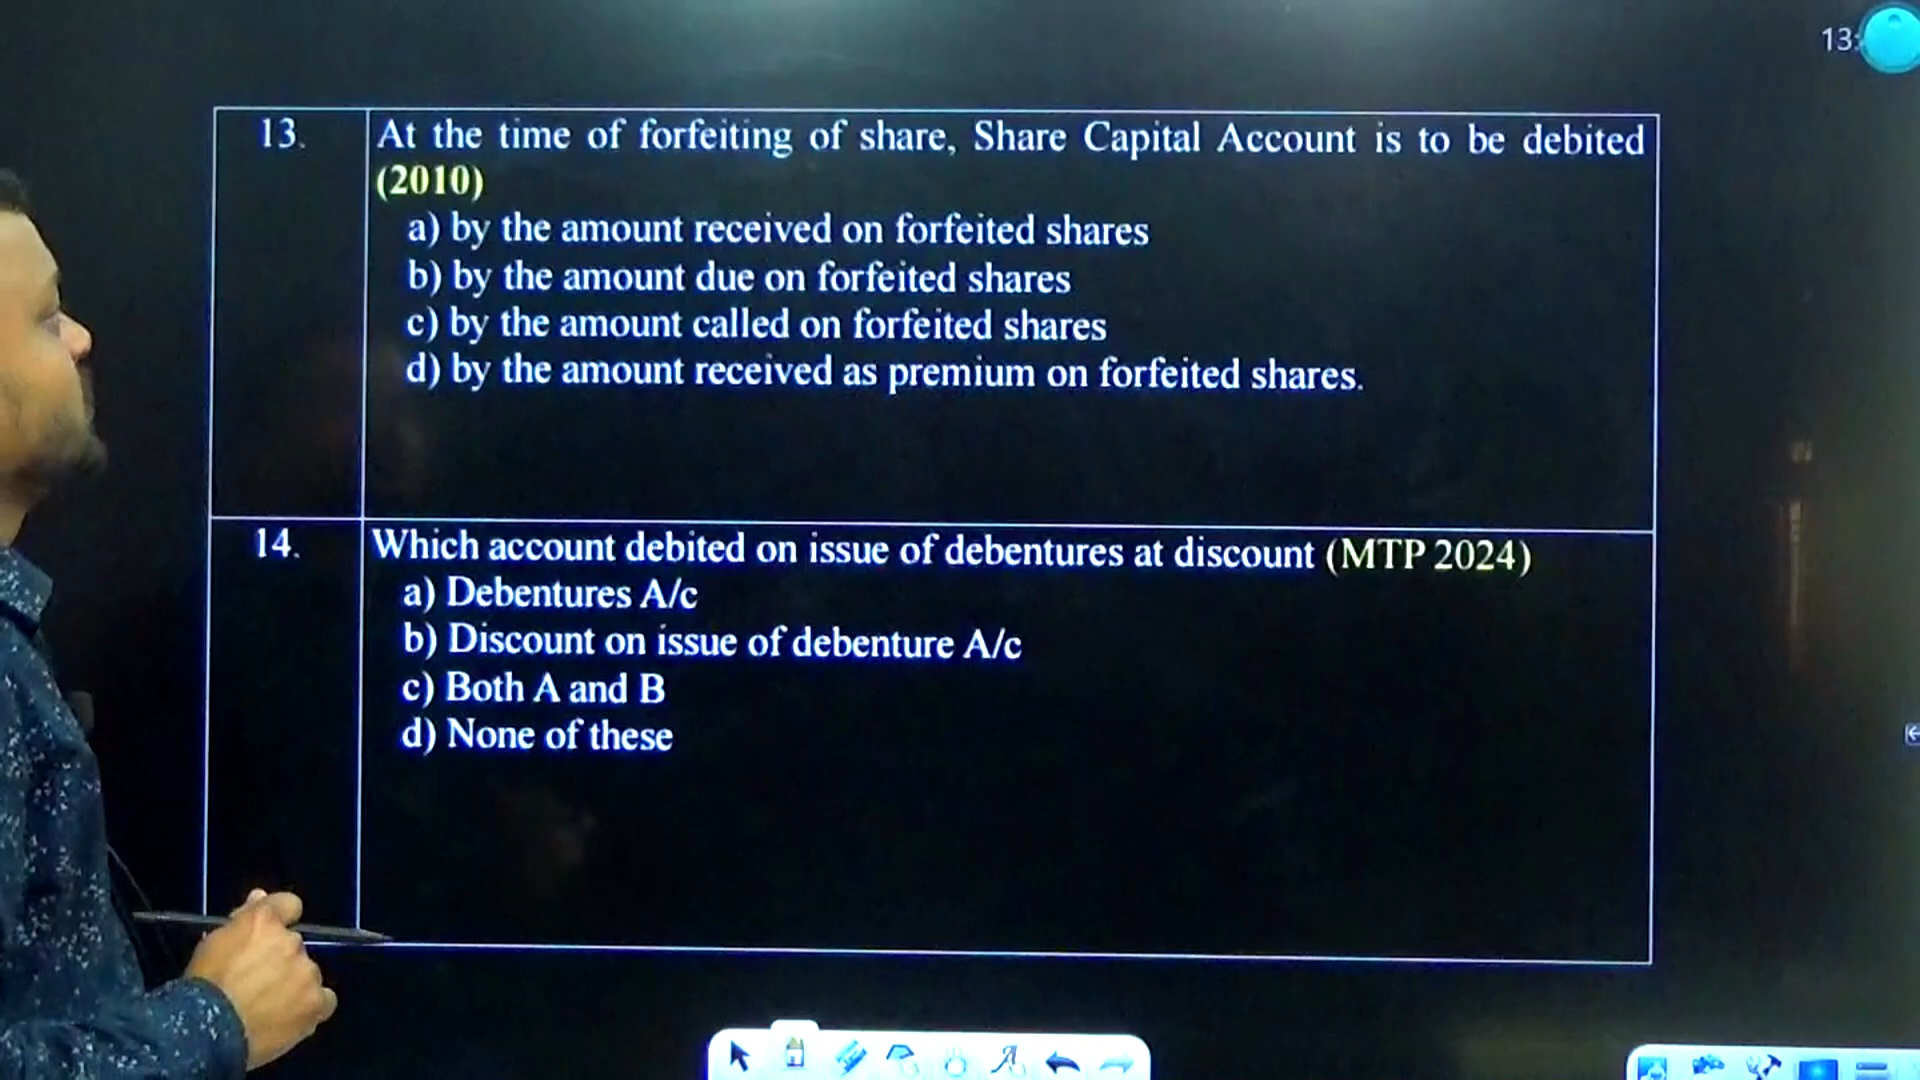 13:
13. At the time of forfeiting of share, Share Capital Account is to be debited
(2010)
a) by the amount received on forfeited shares
b) by the amount due on forfeited shares
c) by the amount called on forfeited shares
d) by the amount received as premium on forfeited shares.
14. Which account debited on issue of debentures at discount (MTP 2024)
a) Debentures A/c
b) Discount on issue of debenture A/c
c) Both A and B
d) None of these